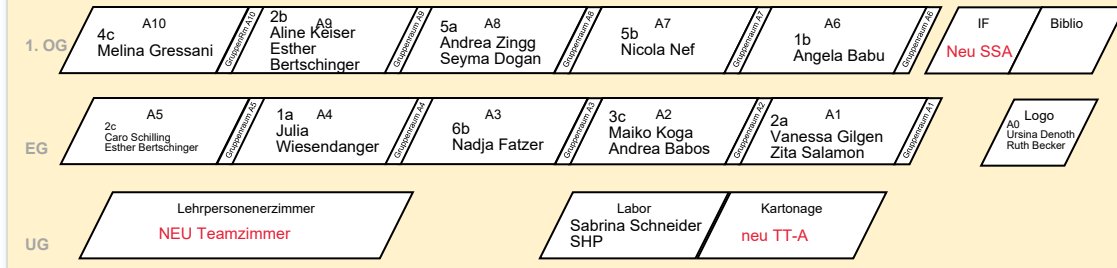 1. OG
A10
4c
Melina Gressani
GruppenRm A10
A9
2b
Aline Keiser
Esther
Bertschinger
Gruppenraum A9
A8
5a
Andrea Zingg
Seyma Dogan
Gruppenraum A8
A7
5b
Nicola Nef
Gruppenraum A7
A6
1b
Angela Babu
Gruppenraum A6
IF
Neu SSA
Biblio
EG
A5
2c
Caro Schilling
Esther Bertschinger
Gruppenraum A5
A4
1a
Julia
Wiesendanger
Gruppenraum A4
A3
6b
Nadja Fatzer
Gruppenraum A3
A2
3c
Maiko Koga
Andrea Babos
Gruppenraum A2
A1
2a
Vanessa Gilgen
Zita Salamon
Gruppenraum A1
Logo
A0
Ursina Denoth
Ruth Becker
UG
Lehrpersonenerzimmer
NEU Teamzimmer
Labor
Sabrina Schneider
SHP
Kartonage
neu TT-A